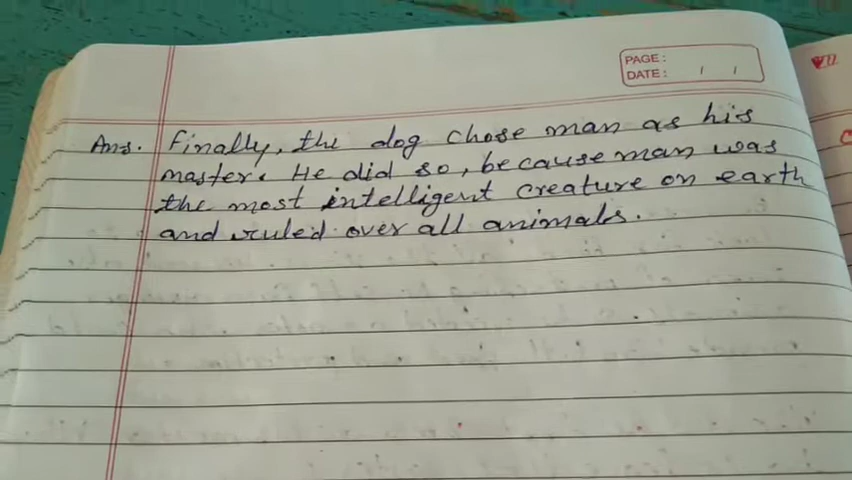 PAGE:
DATE: / /
Ans. Finally, the dog chose man as his
master. He did so, because man was
the most intelligent creature on earth
and ruled over all animals.